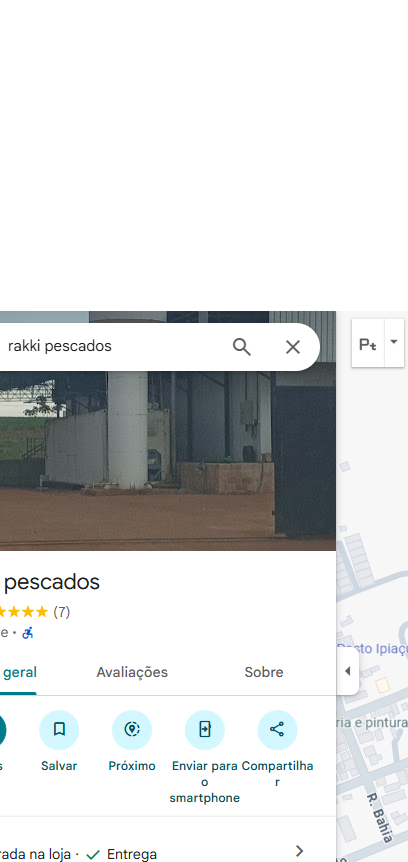 rakki pescados
Pt
pescados
(7)
e ·
Posto Ipiaçu
geral Avaliações Sobre
ria e pintura
s Salvar Próximo Enviar para o smartphone Compartilhar
R. Bahia
rada na loja · Entrega